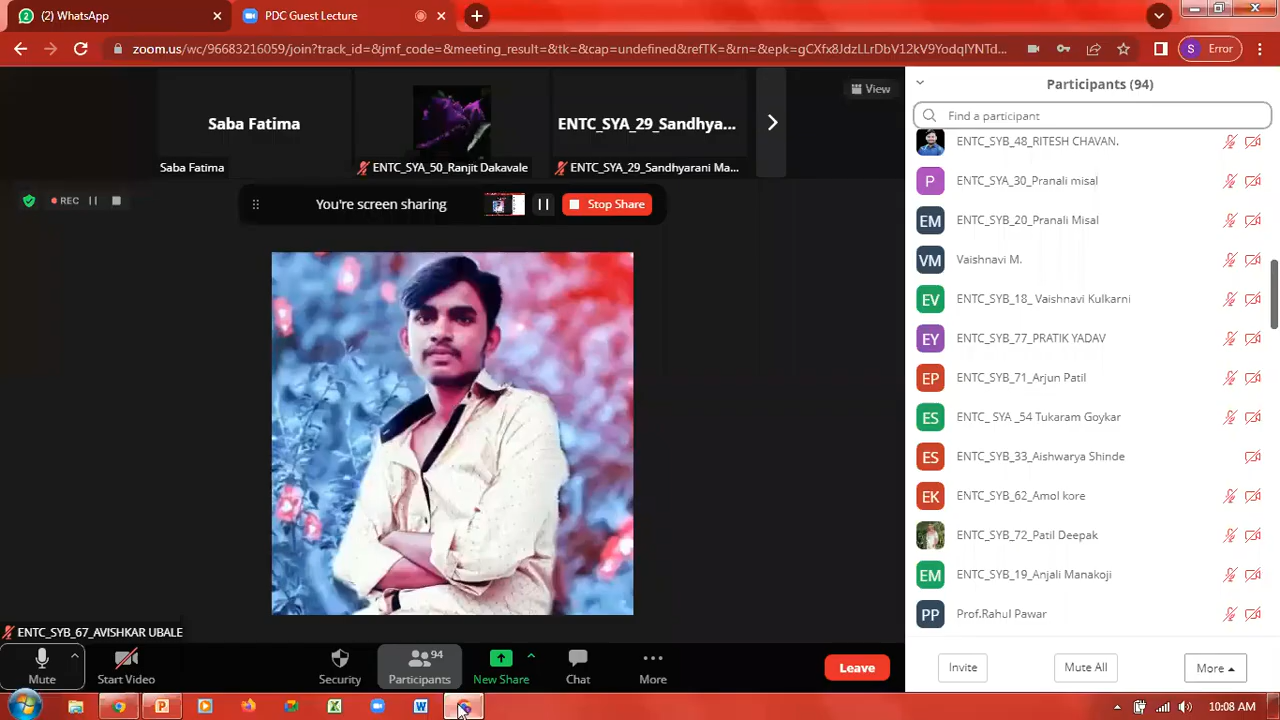 (2) WhatsApp
PDC Guest Lecture
zoom.us/wc/96683216059/join?track_id=&jmf_code=&meeting_result=&tk=&cap=undefined&refTK=&rn=&epk=gCXfx8JdzLLrDbV12kV9YodqlYNTd...
S Error
Saba Fatima
ENTC_SYA_29_Sandhya...
Saba Fatima
ENTC_SYA_50_Ranjit Dakavale
ENTC_SYA_29_Sandhyarani Ma...
View
REC
You're screen sharing
Stop Share
ENTC_SYB_67_AVISHKAR UBALE
Participants (94)
Find a participant
ENTC_SYB_48_RITESH CHAVAN.
P ENTC_SYA_30_Pranali misal
EM ENTC_SYB_20_Pranali Misal
VM Vaishnavi M.
EV ENTC_SYB_18_ Vaishnavi Kulkarni
EY ENTC_SYB_77_PRATIK YADAV
EP ENTC_SYB_71_Arjun Patil
ES ENTC_ SYA _54 Tukaram Goykar
ES ENTC_SYB_33_Aishwarya Shinde
EK ENTC_SYB_62_Amol kore
ENTC_SYB_72_Patil Deepak
EM ENTC_SYB_19_Anjali Manakoji
PP Prof.Rahul Pawar
Invite
Mute All
More
Mute
Start Video
Security
94
Participants
New Share
Chat
More
Leave
10:08 AM